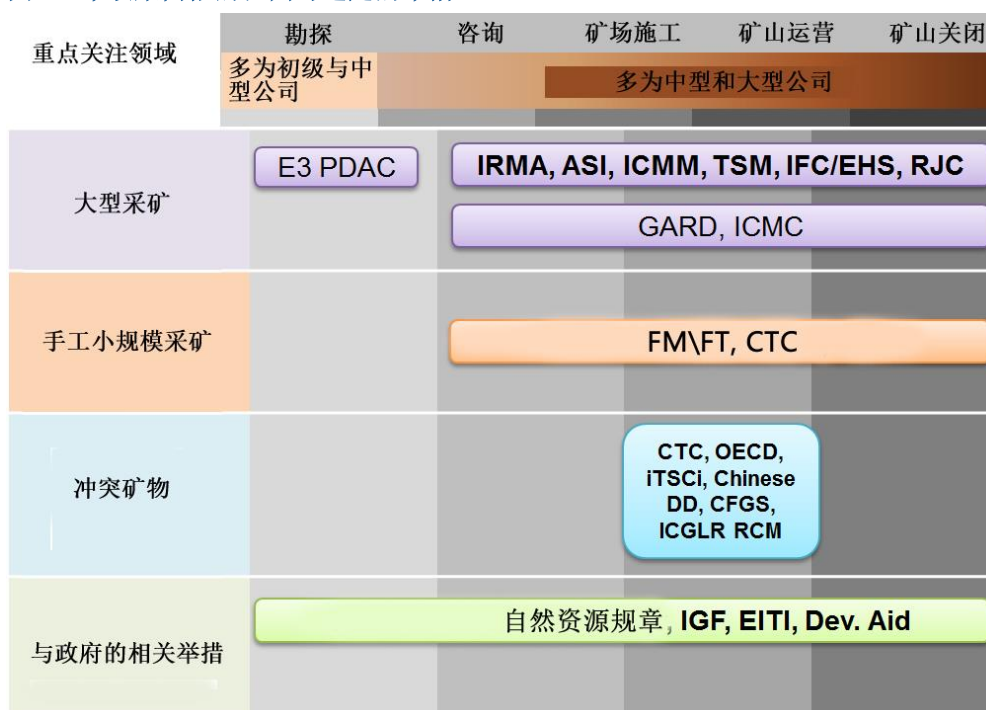 重点关注领域
勘探
咨询
矿场施工
矿山运营
矿山关闭
多为初级与中
型公司
多为中型和大型公司
大型采矿
E3 PDAC
IRMA, ASI, ICMM, TSM, IFC/EHS, RJC
GARD, ICMC
手工小规模采矿
FM\FT, CTC
冲突矿物
CTC, OECD,
iTSCi, Chinese
DD, CFGS,
ICGLR RCM
与政府的相关举措
自然资源规章, IGF, EITI, Dev. Aid